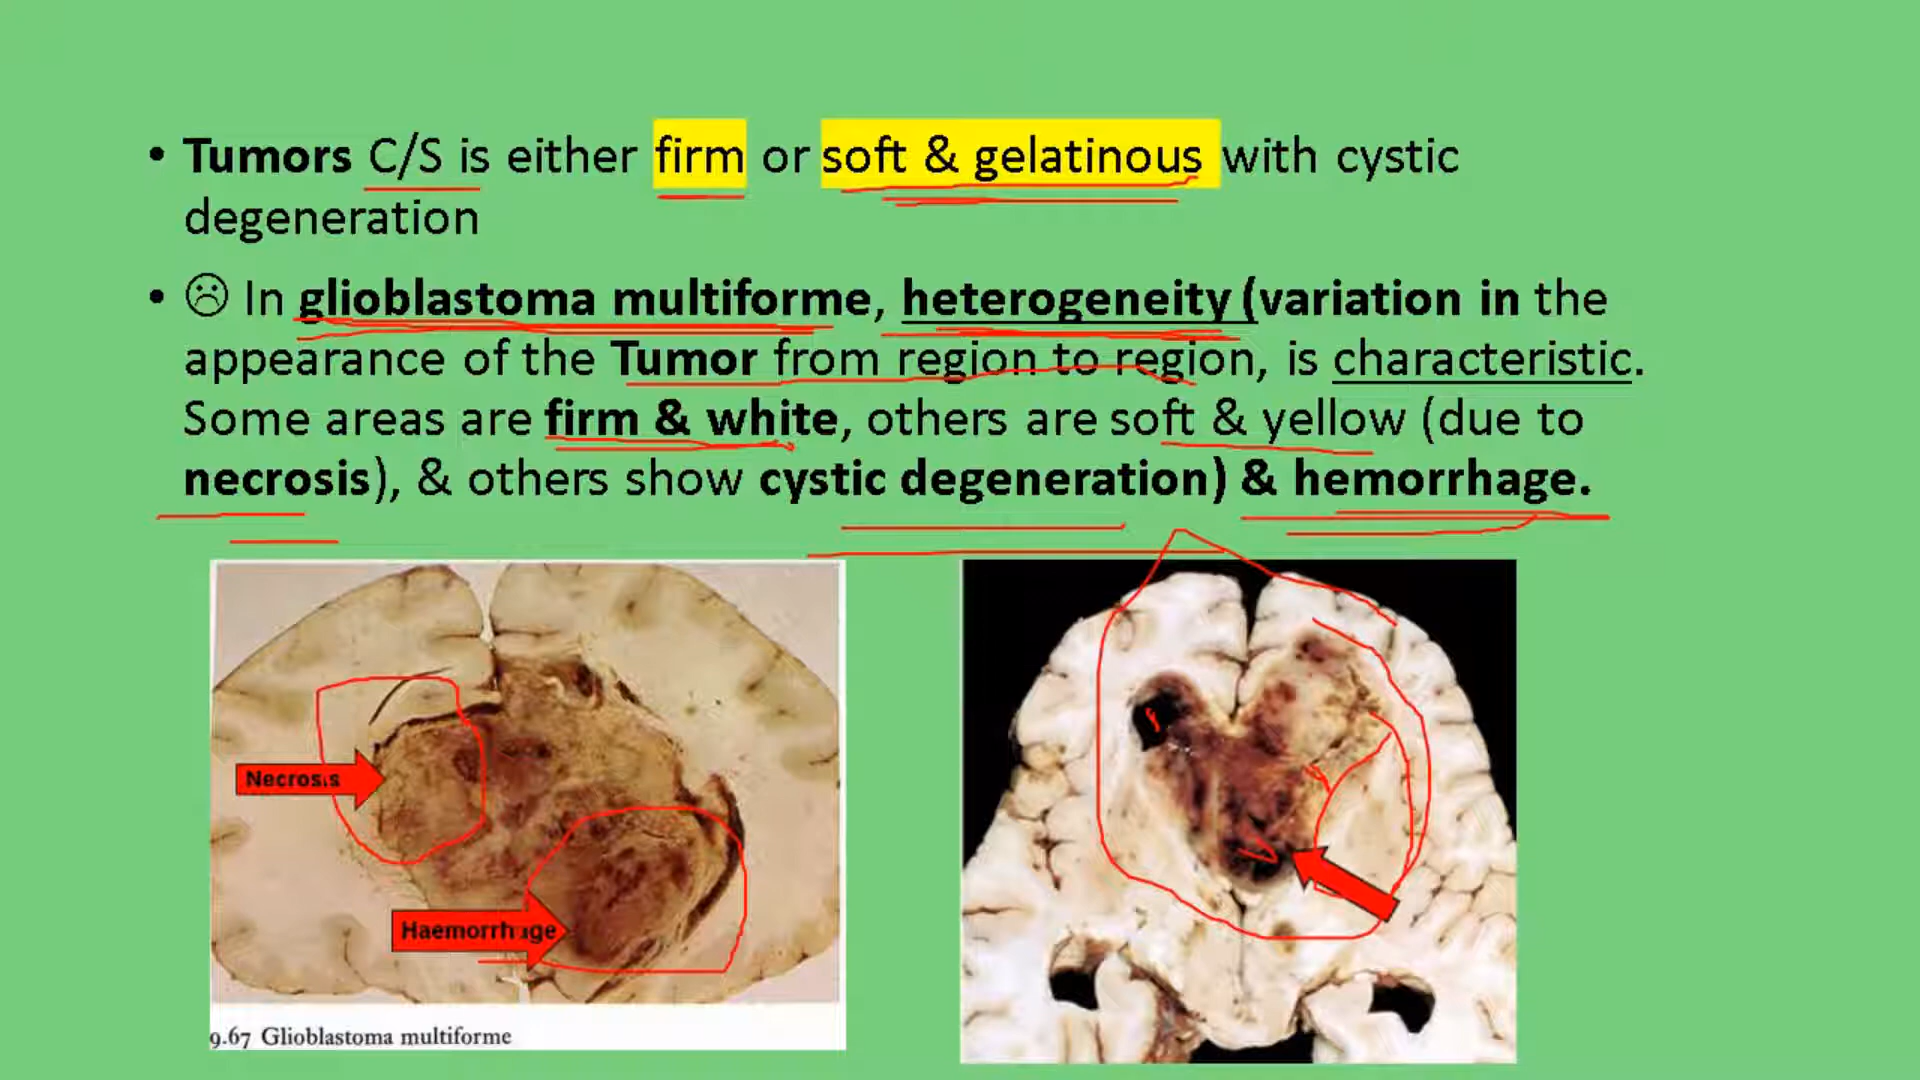 • Tumors C/S is either firm or soft & gelatinous with cystic
degeneration
• ☹ In glioblastoma multiforme, heterogeneity (variation in the
appearance of the Tumor from region to region, is characteristic.
Some areas are firm & white, others are soft & yellow (due to
necrosis), & others show cystic degeneration) & hemorrhage.
Necrosis
Haemorrhage
9.67 Glioblastoma multiforme